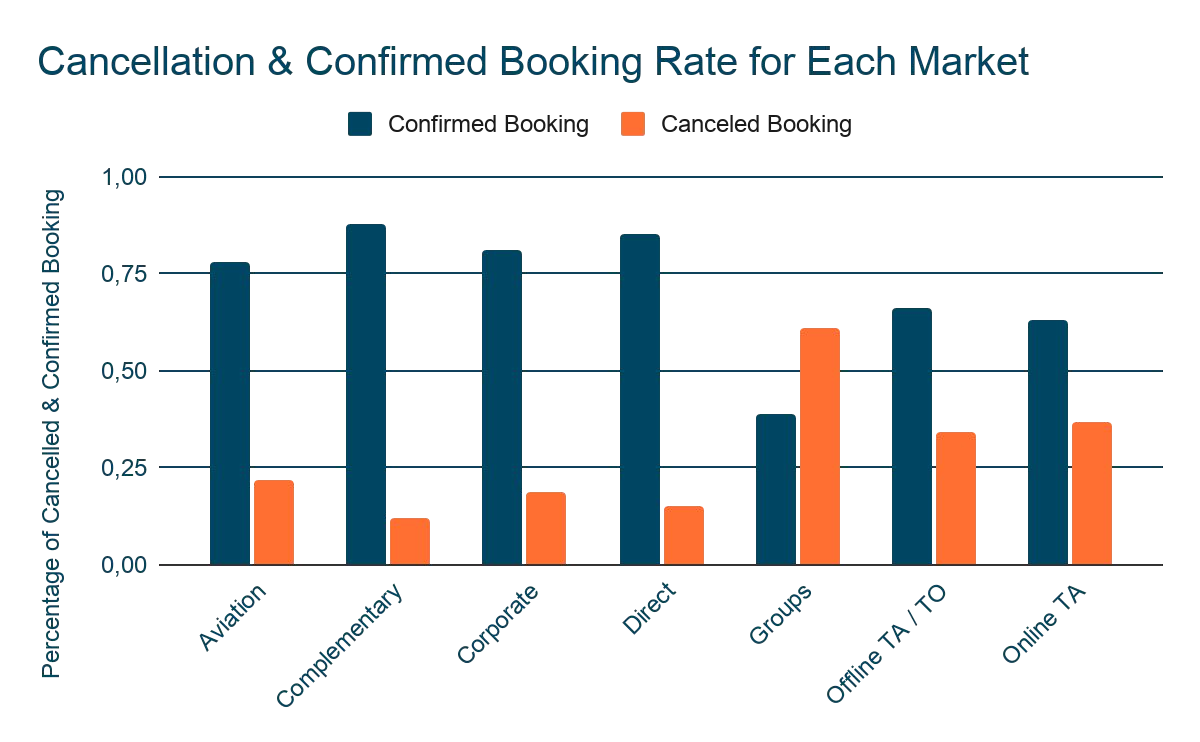 Cancellation & Confirmed Booking Rate for Each Market
Confirmed Booking
Canceled Booking
Percentage of Cancelled & Confirmed Booking
1,00
0,75
0,50
0,25
0,00
Aviation
Complementary
Corporate
Direct
Groups
Offline TA / TO
Online TA